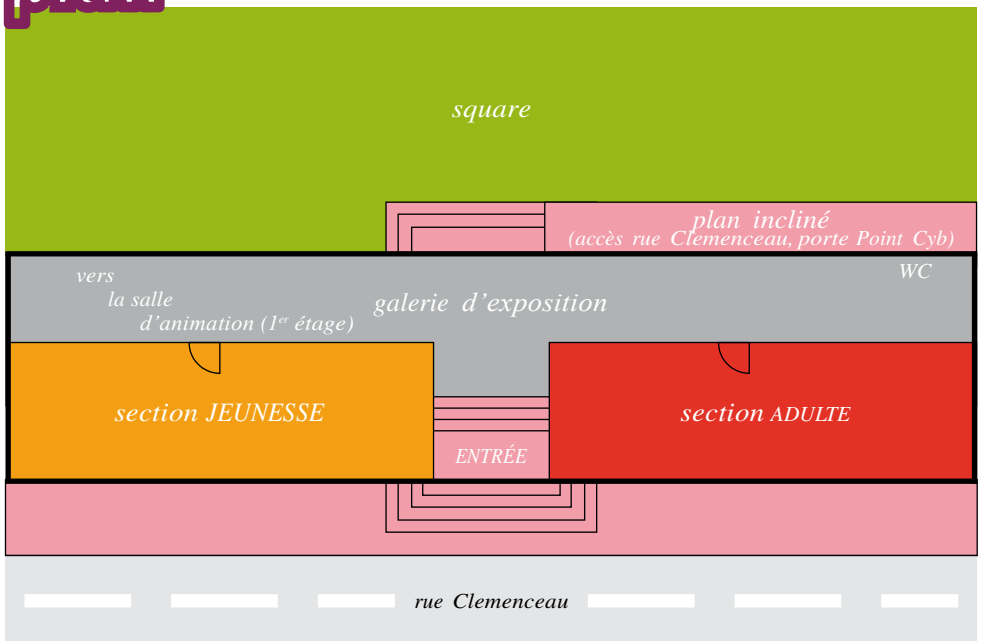 square
plan incliné
(accès rue Clemenceau, porte Point Cyb)
WC
vers
la salle
d'animation (1er étage)
galerie d'exposition
section JEUNESSE
section ADULTE
ENTRÉE
rue Clemenceau